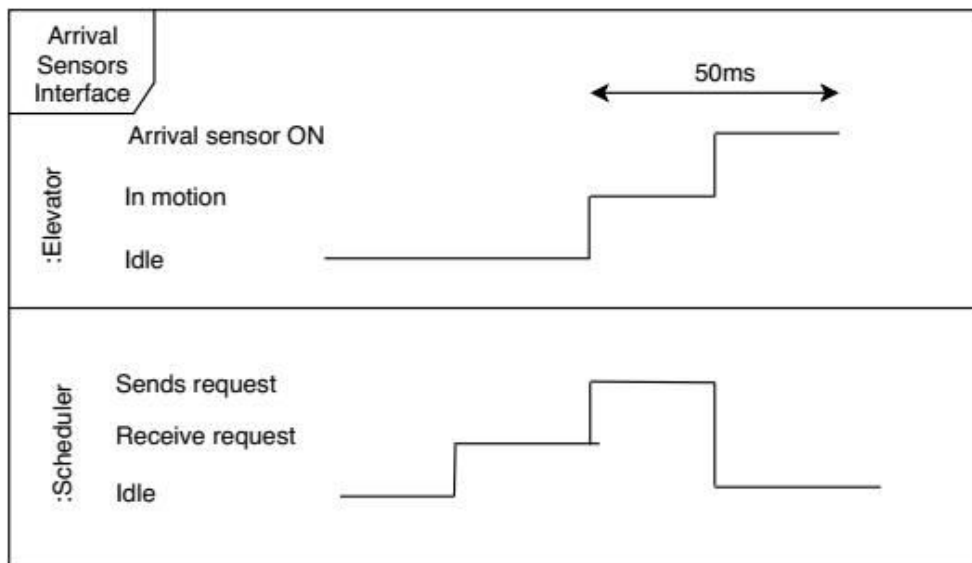 Arrival
Sensors
Interface
50ms
:Elevator
Arrival sensor ON
In motion
Idle
:Scheduler
Sends request
Receive request
Idle